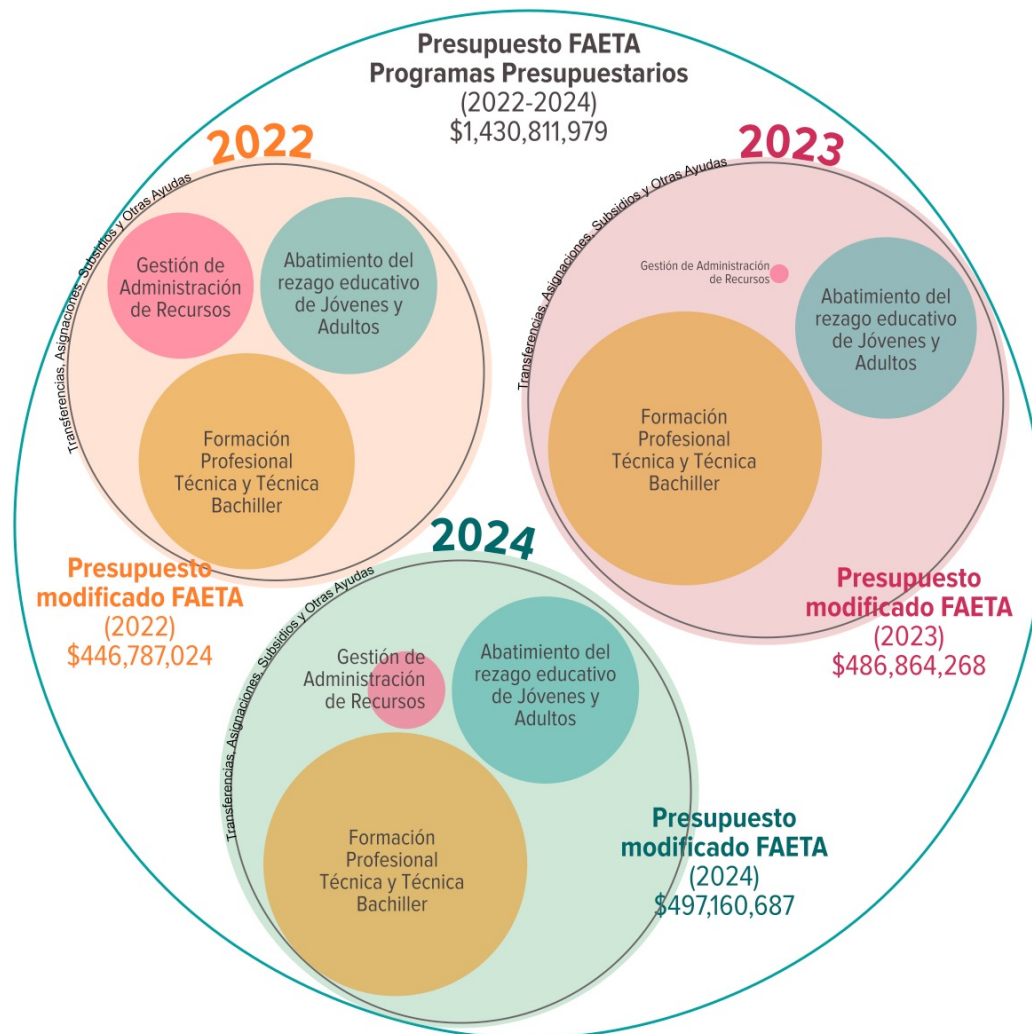 Presupuesto FAETA
Programas Presupuestarios
(2022-2024)
$1,430,811,979
2022
Transferencias, Asignaciones, Subsidios y Otras Ayudas
Gestión de
Administración
de Recursos
Abatimiento del
rezago educativo
de Jóvenes y
Adultos
Formación
Profesional
Técnica y Técnica
Bachiller
Presupuesto
modificado FAETA
(2022)
$446,787,024
2023
Transferencias, Asignaciones, Subsidios y Otras Ayudas
Gestión de Administración
de Recursos
Abatimiento del
rezago educativo
de Jóvenes y
Adultos
Formación
Profesional
Técnica y Técnica
Bachiller
Presupuesto
modificado FAETA
(2023)
$486,864,268
2024
Transferencias, Asignaciones, Subsidios y Otras Ayudas
Gestión de
Administración
de Recursos
Abatimiento del
rezago educativo
de Jóvenes y
Adultos
Formación
Profesional
Técnica y Técnica
Bachiller
Presupuesto
modificado FAETA
(2024)
$497,160,687